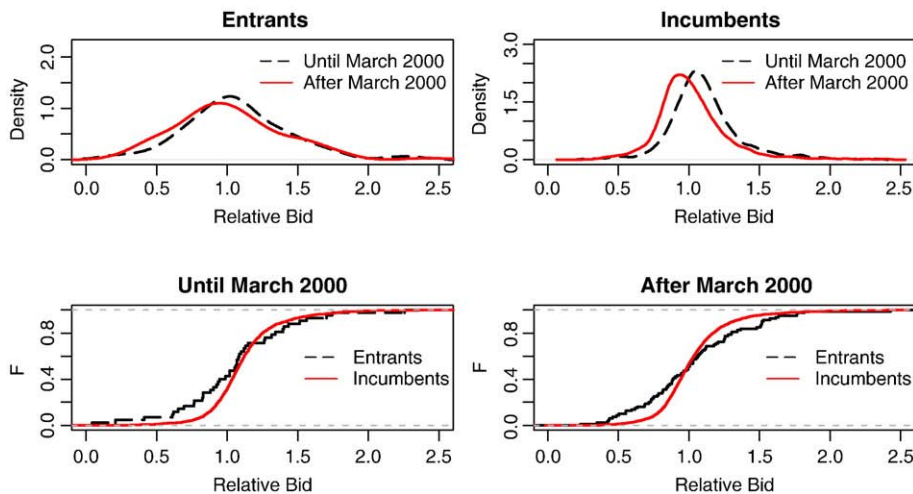 Entrants
Until March 2000
After March 2000
Density
0.0 1.0 2.0
0.0 0.5 1.0 1.5 2.0 2.5
Relative Bid
Incumbents
Until March 2000
After March 2000
Density
0.0 1.5 3.0
0.0 0.5 1.0 1.5 2.0 2.5
Relative Bid
Until March 2000
Entrants
Incumbents
F
0.0 0.4 0.8
0.0 0.5 1.0 1.5 2.0 2.5
Relative Bid
After March 2000
Entrants
Incumbents
F
0.0 0.4 0.8
0.0 0.5 1.0 1.5 2.0 2.5
Relative Bid